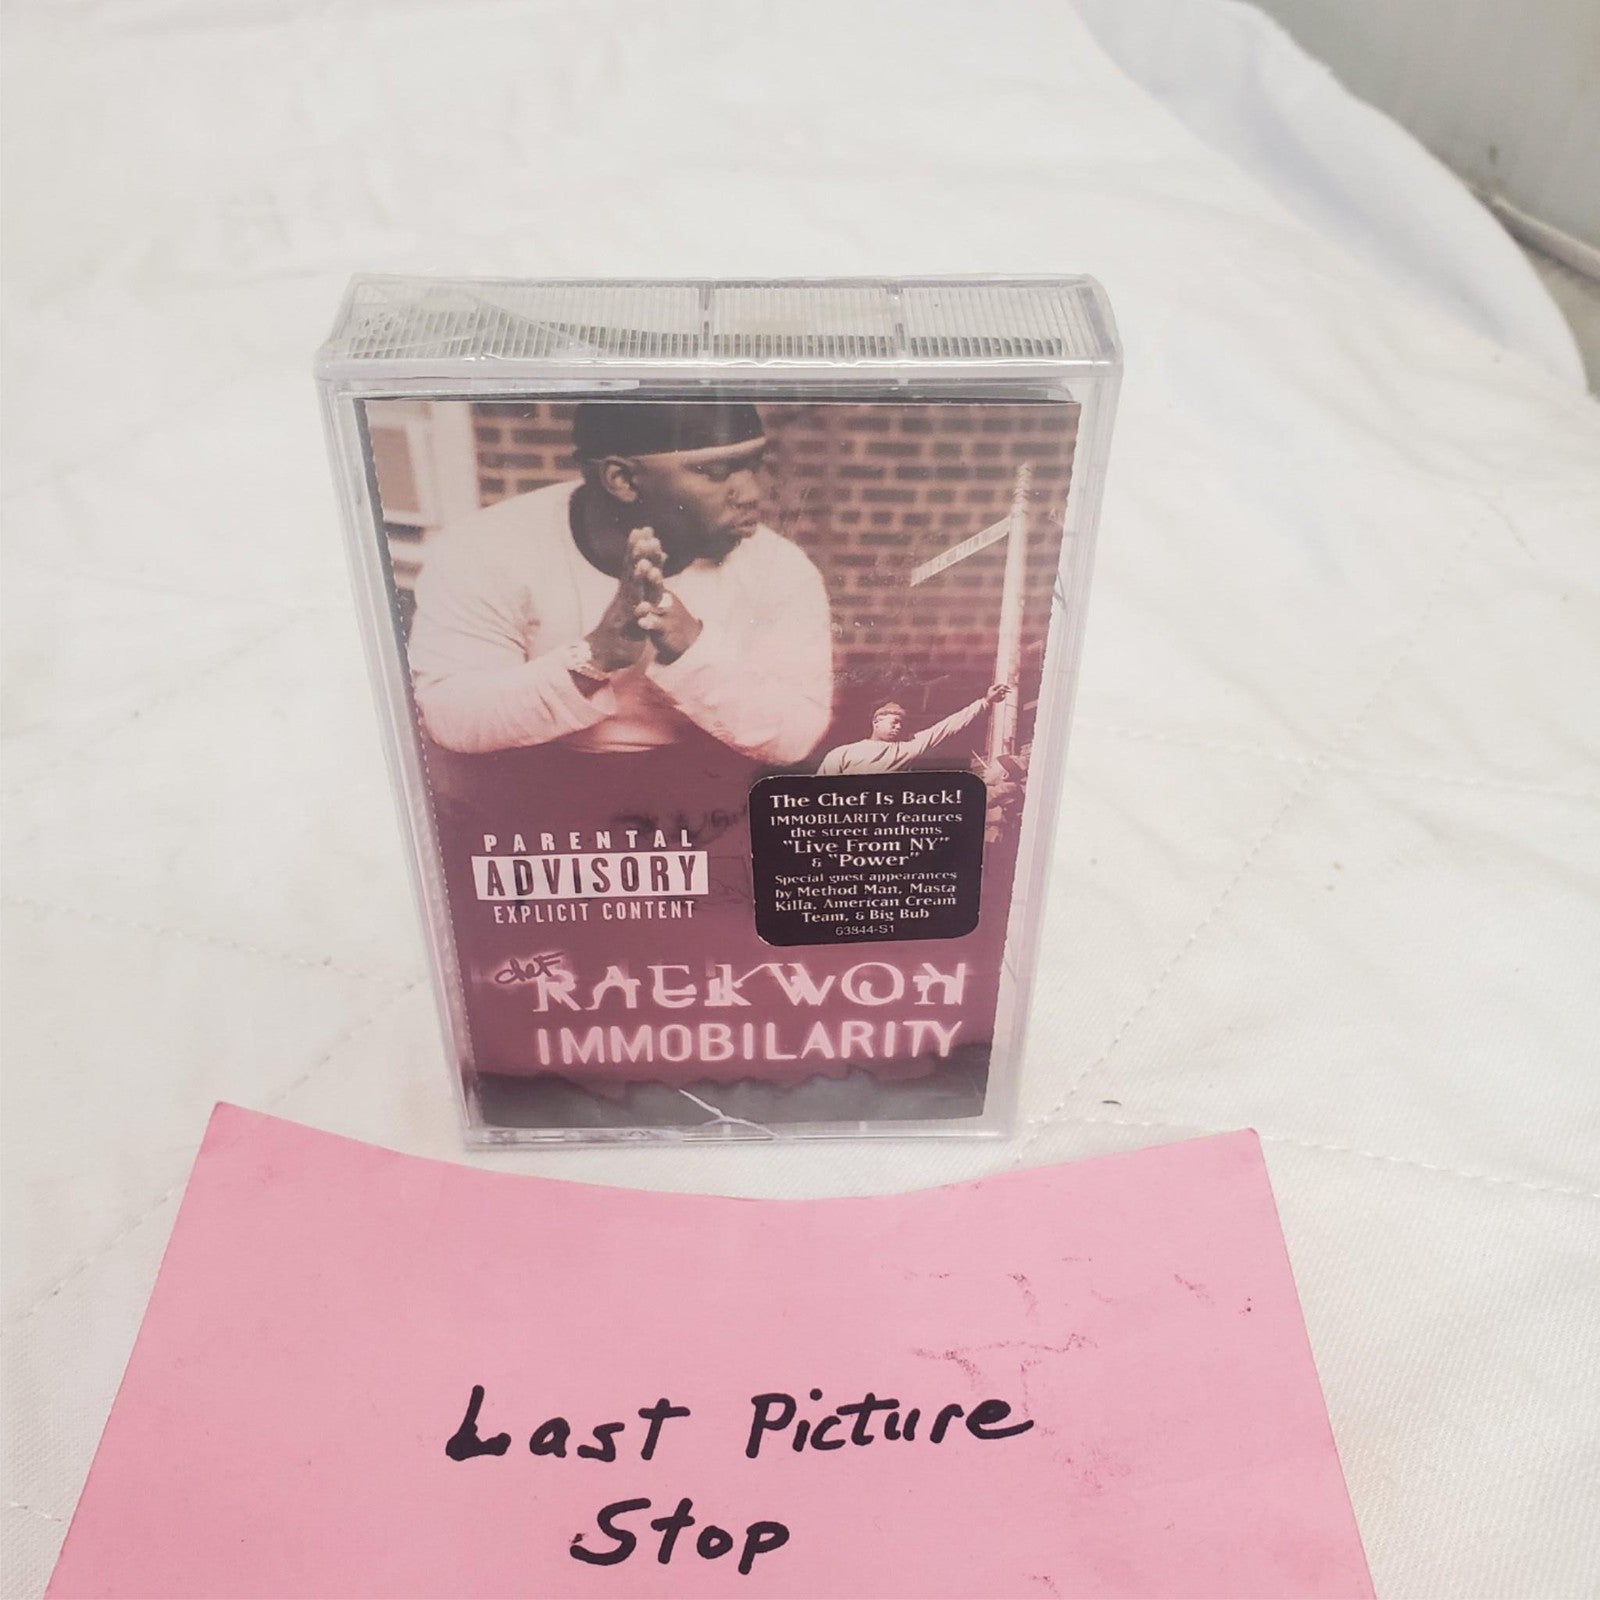 The Chef Is Back!
IMMOBILARITY features
the street anthems
"Live From NY"
& "Power"
Special guest appearances
by Method Man, Masta
Killa, American Cream
Team, & Big Bub
63844-S1
PARENTAL
ADVISORY
EXPLICIT CONTENT
chef
RAEKWON
IMMOBILARITY
Last Picture
Stop